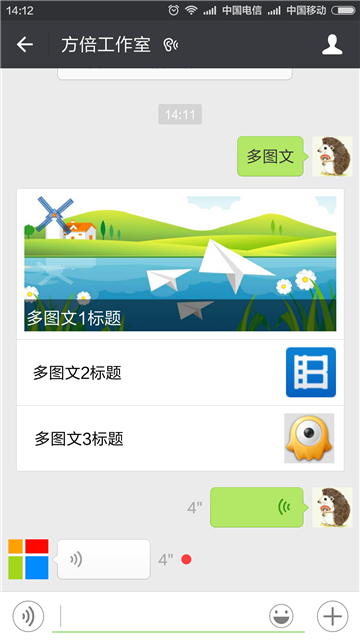 14:12 中国电信 中国移动
方倍工作室
14:11
多图文
多图文1标题
多图文2标题
多图文3标题
4"
4"